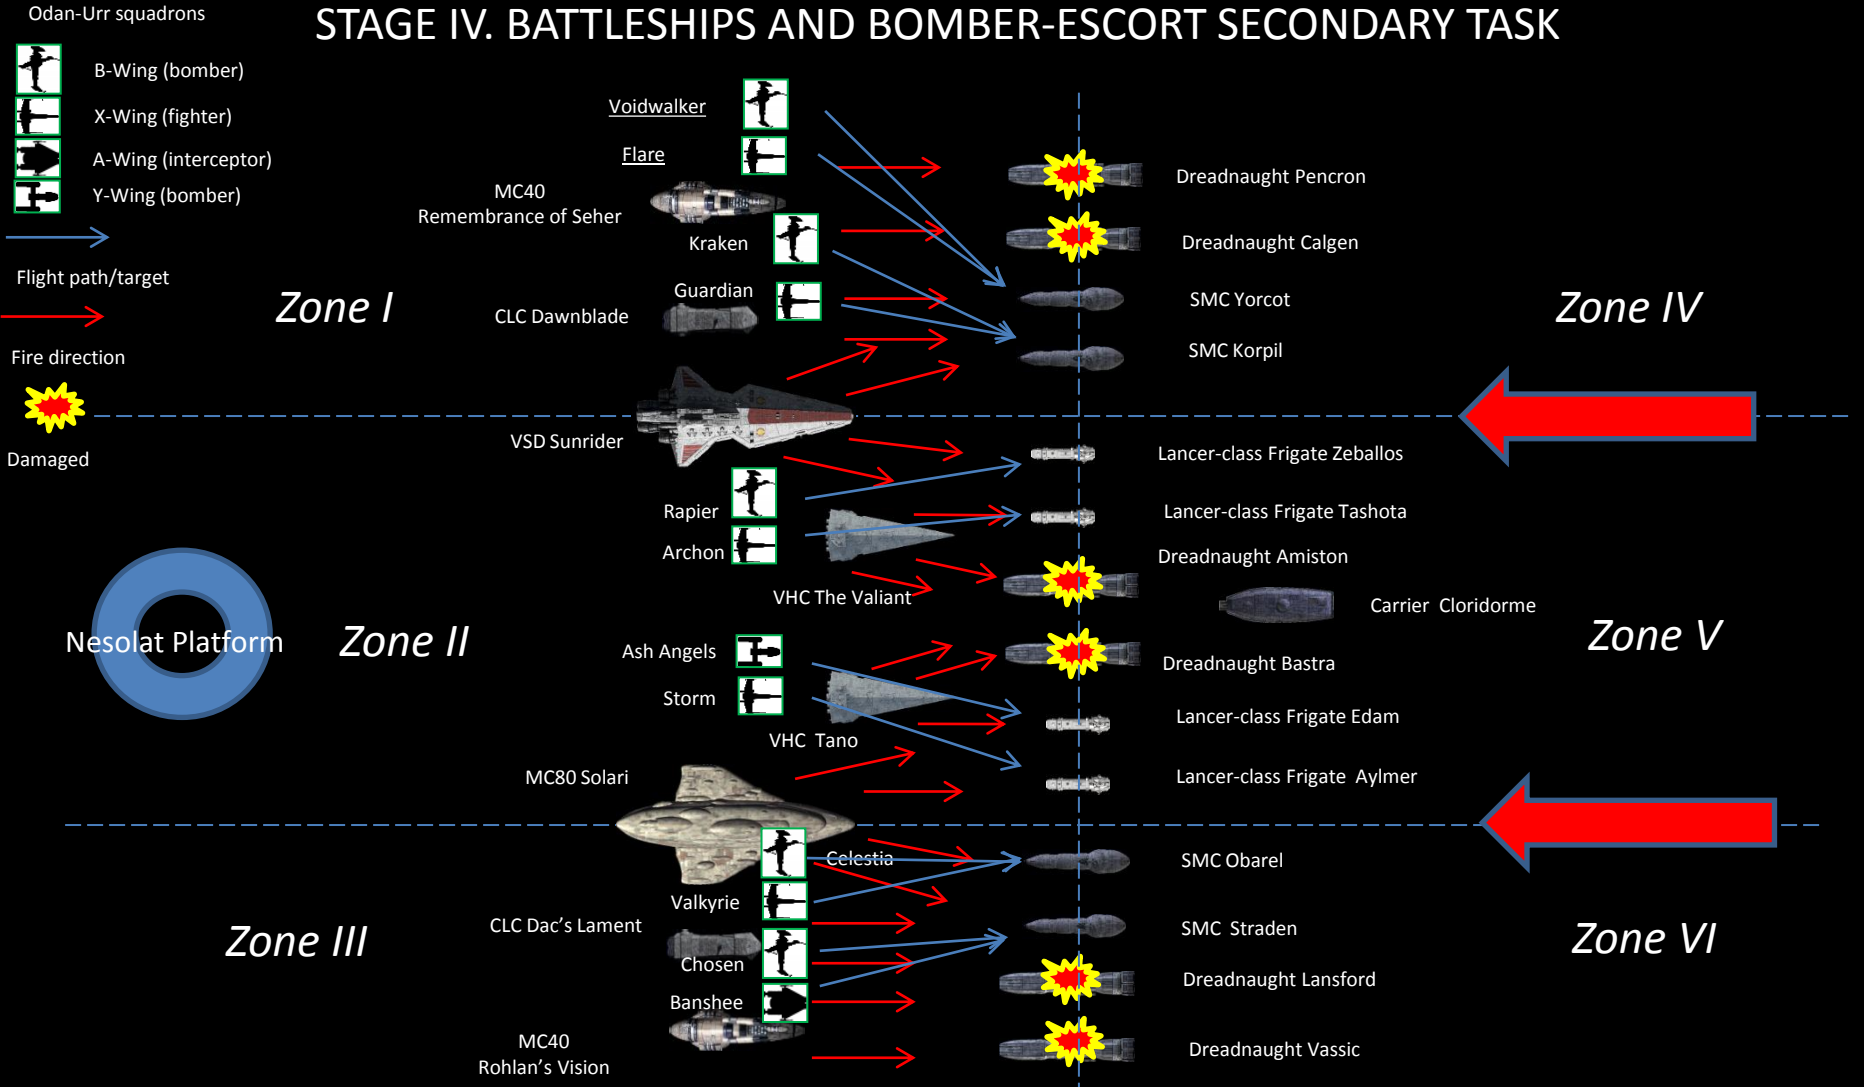 STAGE IV. BATTLESHIPS AND BOMBER-ESCORT SECONDARY TASK
Odan-Urr squadrons
B-Wing (bomber)
X-Wing (fighter)
A-Wing (interceptor)
Y-Wing (bomber)
Flight path/target
Fire direction
Damaged
Zone I
Voidwalker
Flare
MC40
Remembrance of Seher
Kraken
Guardian
CLC Dawnblade
VSD Sunrider
Dreadnaught Pencron
Dreadnaught Calgen
SMC Yorcot
SMC Korpil
Zone IV
Nesolat Platform
Zone II
Rapier
Archon
VHC The Valiant
Ash Angels
Storm
VHC Tano
MC80 Solari
Lancer-class Frigate Zeballos
Lancer-class Frigate Tashota
Dreadnaught Amiston
Carrier Cloridorme
Dreadnaught Bastra
Lancer-class Frigate Edam
Lancer-class Frigate Aylmer
Zone V
Zone III
Celestia
Valkyrie
CLC Dac's Lament
Chosen
Banshee
MC40
Rohlan's Vision
SMC Obarel
SMC Straden
Dreadnaught Lansford
Dreadnaught Vassic
Zone VI